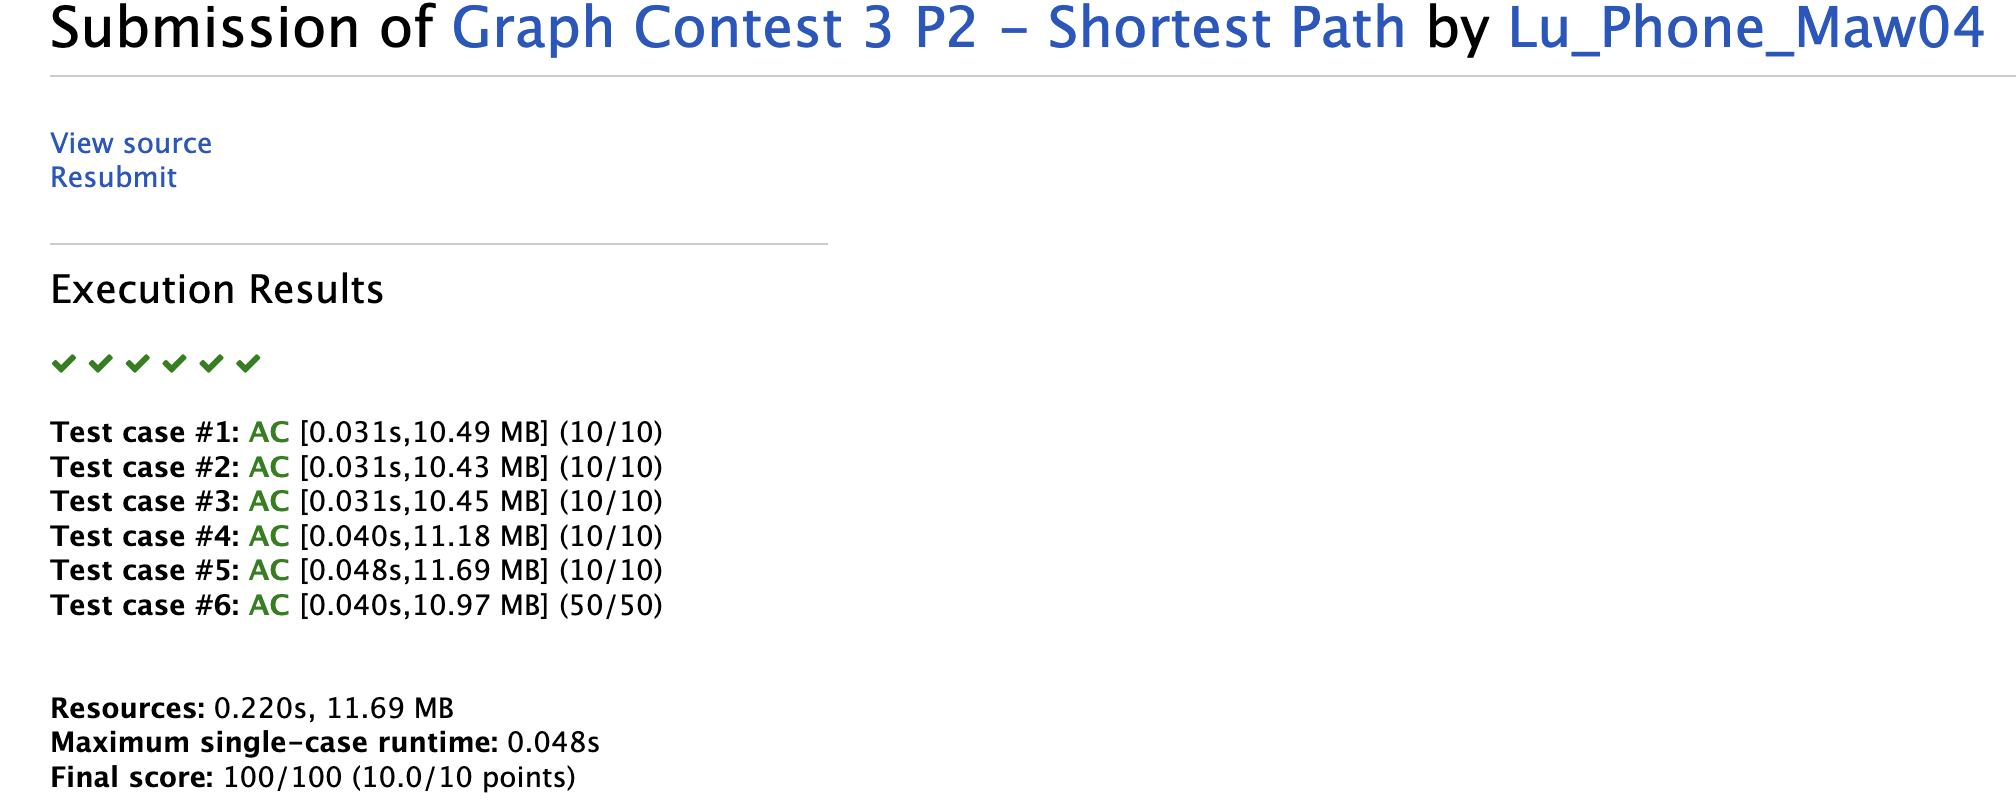 Submission of Graph Contest 3 P2 - Shortest Path by Lu_Phone_Maw04
View source
Resubmit
Execution Results
Test case #1: AC [0.031s,10.49 MB] (10/10)
Test case #2: AC [0.031s,10.43 MB] (10/10)
Test case #3: AC [0.031s,10.45 MB] (10/10)
Test case #4: AC [0.040s,11.18 MB] (10/10)
Test case #5: AC [0.048s,11.69 MB] (10/10)
Test case #6: AC [0.040s,10.97 MB] (50/50)
Resources: 0.220s, 11.69 MB
Maximum single-case runtime: 0.048s
Final score: 100/100 (10.0/10 points)